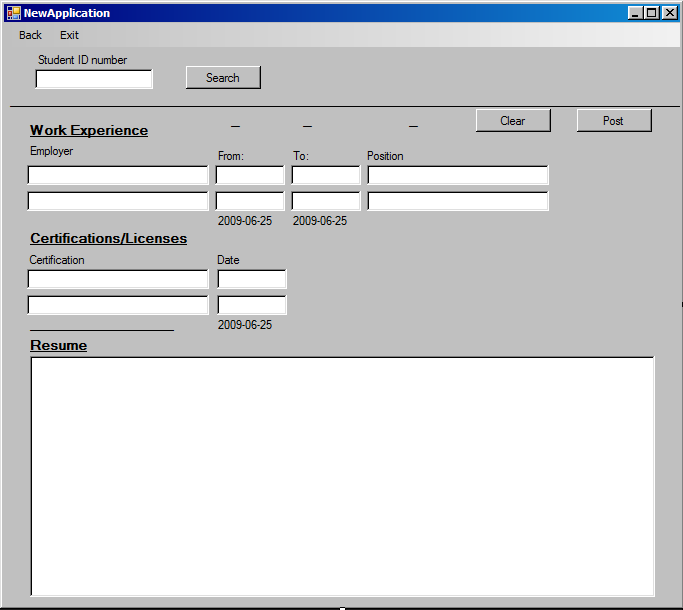 NewApplication
Back Exit
Student ID number
Search
Clear Post
Work Experience
Employer From: To: Position
2009-06-25 2009-06-25
Certifications/Licenses
Certification Date
2009-06-25
Resume